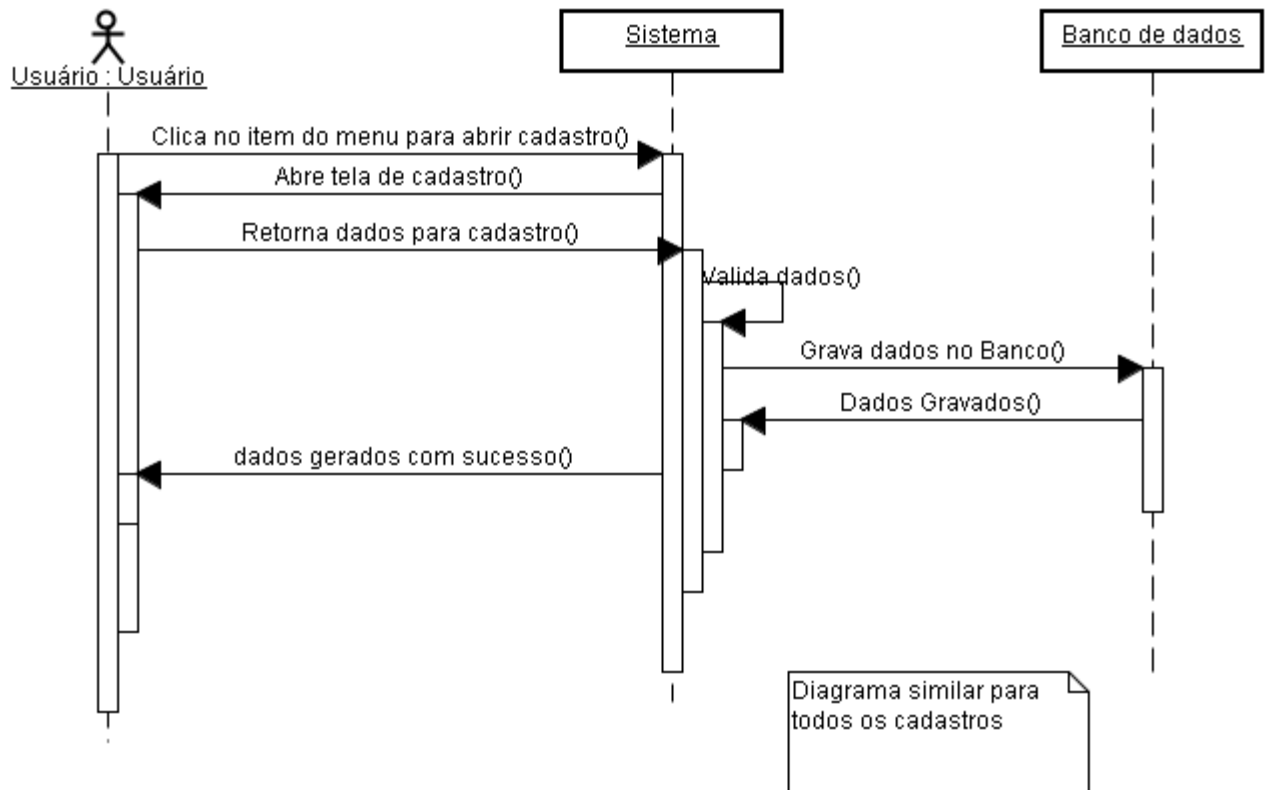 Usuário : Usuário
Sistema
Banco de dados
Clica no item do menu para abrir cadastro()
Abre tela de cadastro()
Retorna dados para cadastro()
Valida dados()
Grava dados no Banco()
Dados Gravados()
dados gerados com sucesso()
Diagrama similar para
todos os cadastros